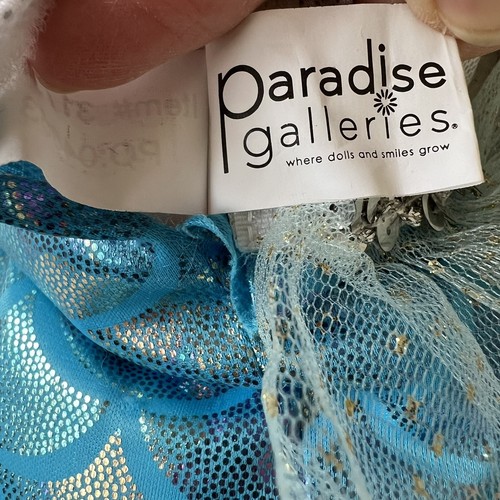 paradise
galleries®
where dolls and smiles grow